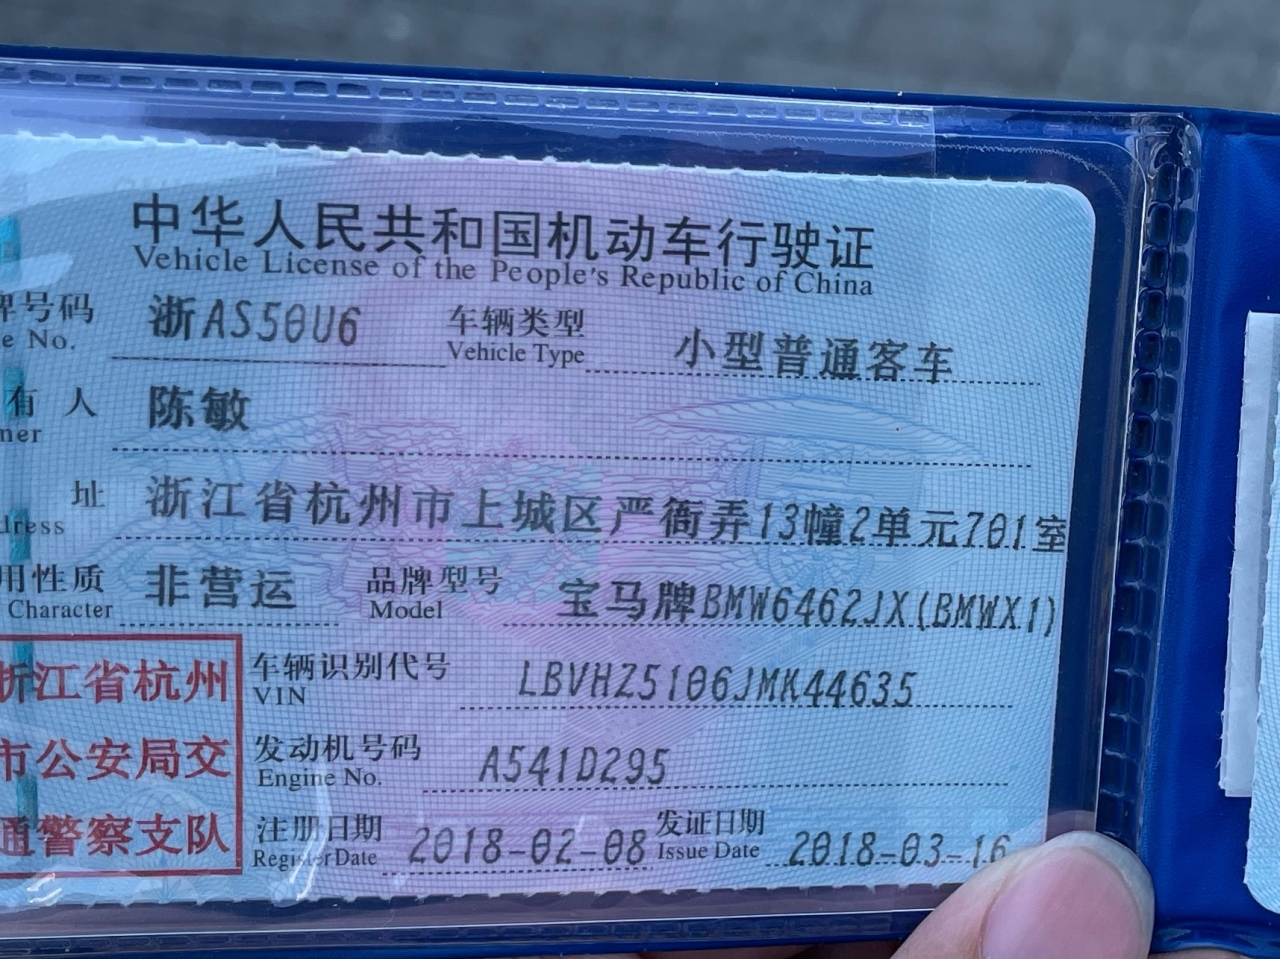 中华人民共和国机动车行驶证
Vehicle License of the People's Republic of China
牌号码 浙AS50U6 车辆类型 小型普通客车
e No. Vehicle Type
有 人 陈敏
ner
址 浙江省杭州市上城区严衙弄13幢2单元701室
dress
用性质 非营运 品牌型号 宝马牌BMW6462JX(BMWX1)
Character Model
浙江省杭州 车辆识别代号 LBVHZ5106JMK44635
VIN
市公安局交 发动机号码 A541D295
Engine No.
通警察支队 注册日期 2018-02-08 发证日期 2018-03-16
Register Date Issue Date